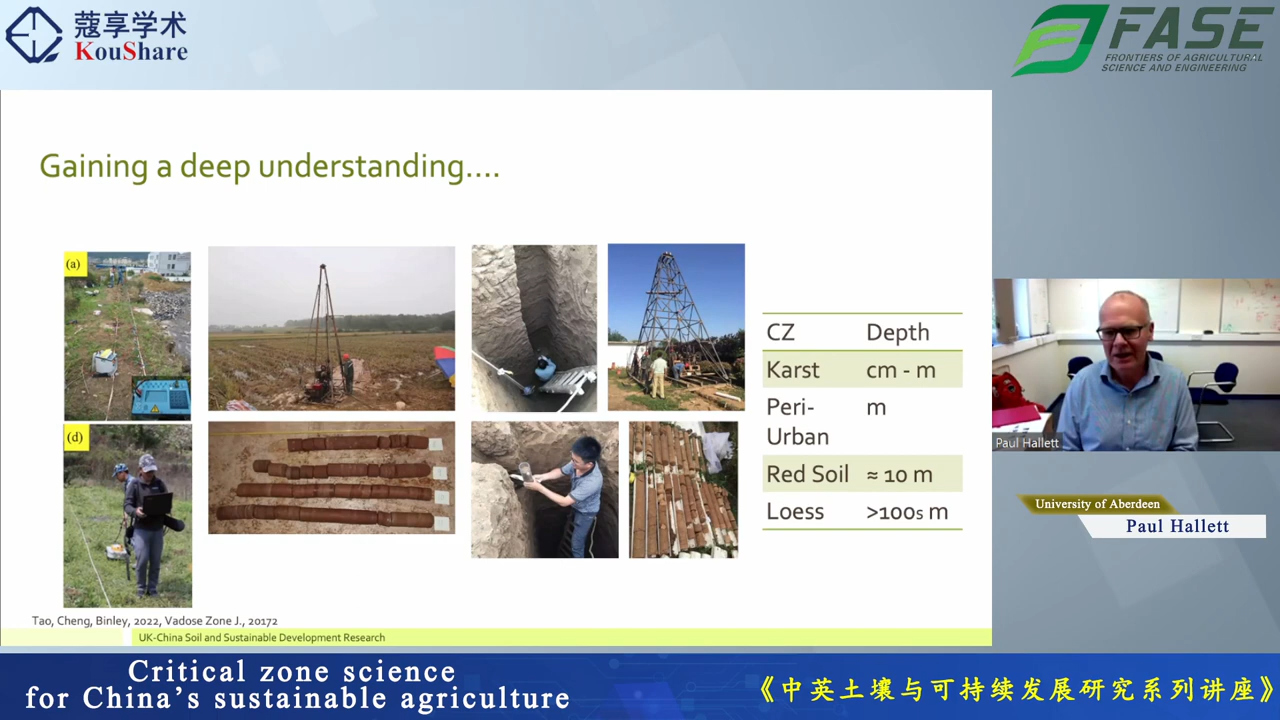 蔻享学术
KouShare
FASE
FRONTIERS OF AGRICULTURAL
SCIENCE AND ENGINEERING
Gaining a deep understanding....
(a)
(d)
CZ Depth
Karst cm - m
Peri-
Urban m
Red Soil ≈ 10 m
Loess >100s m
Tao, Cheng, Binley, 2022, Vadose Zone J., 20172
UK-China Soil and Sustainable Development Research
Paul Hallett
University of Aberdeen
Paul Hallett
Critical zone science
for China's sustainable agriculture
《中英土壤与可持续发展研究系列讲座》